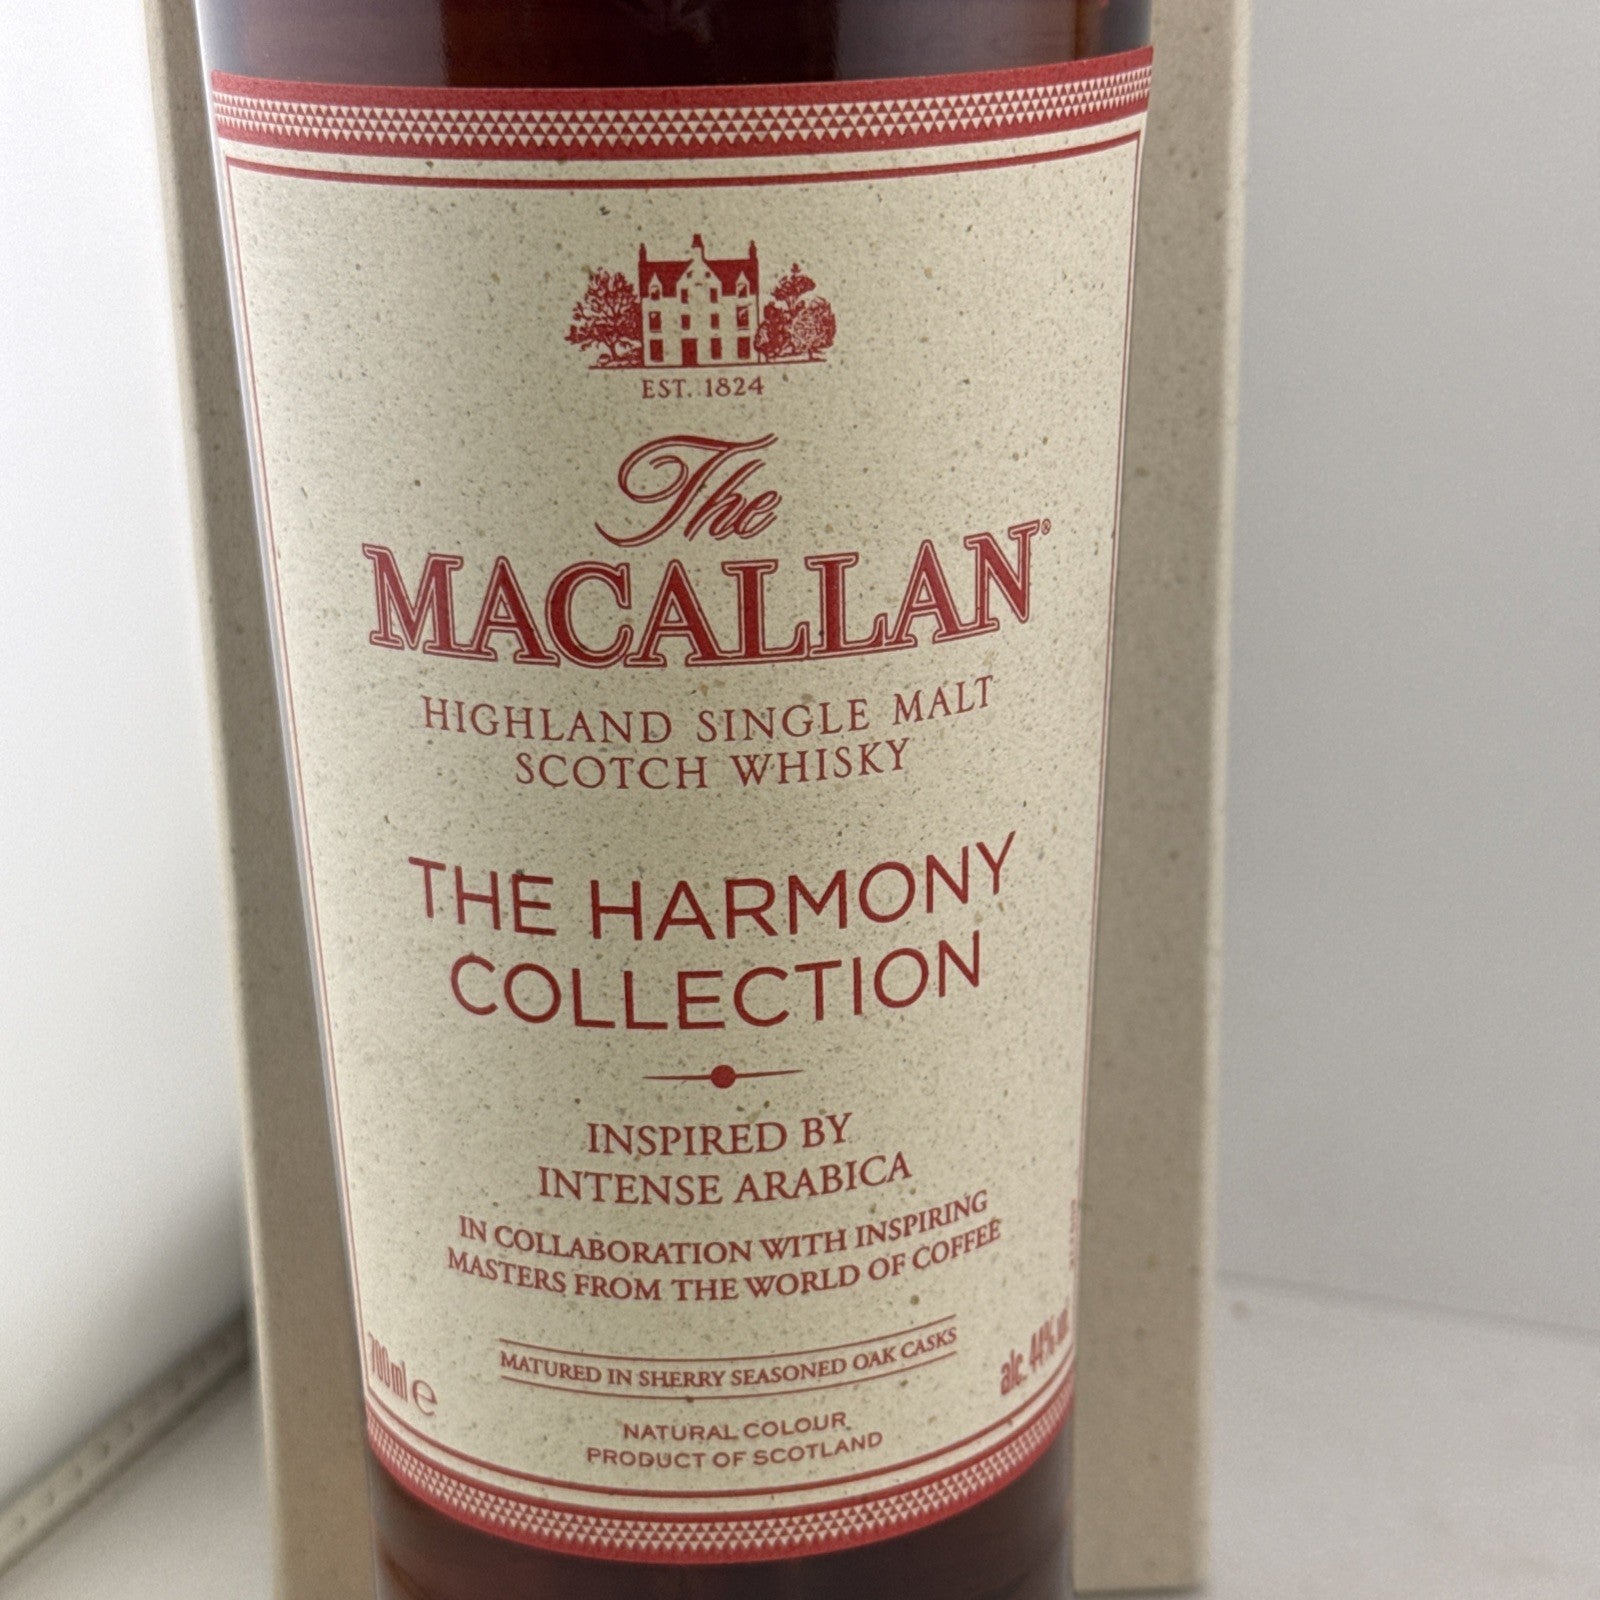 EST. 1824
The
MACALLAN®
HIGHLAND SINGLE MALT
SCOTCH WHISKY
THE HARMONY
COLLECTION
INSPIRED BY
INTENSE ARABICA
IN COLLABORATION WITH INSPIRING
MASTERS FROM THE WORLD OF COFFEE
MATURED IN SHERRY SEASONED OAK CASKS
700ml e
alc. 44% vol.
NATURAL COLOUR
PRODUCT OF SCOTLAND